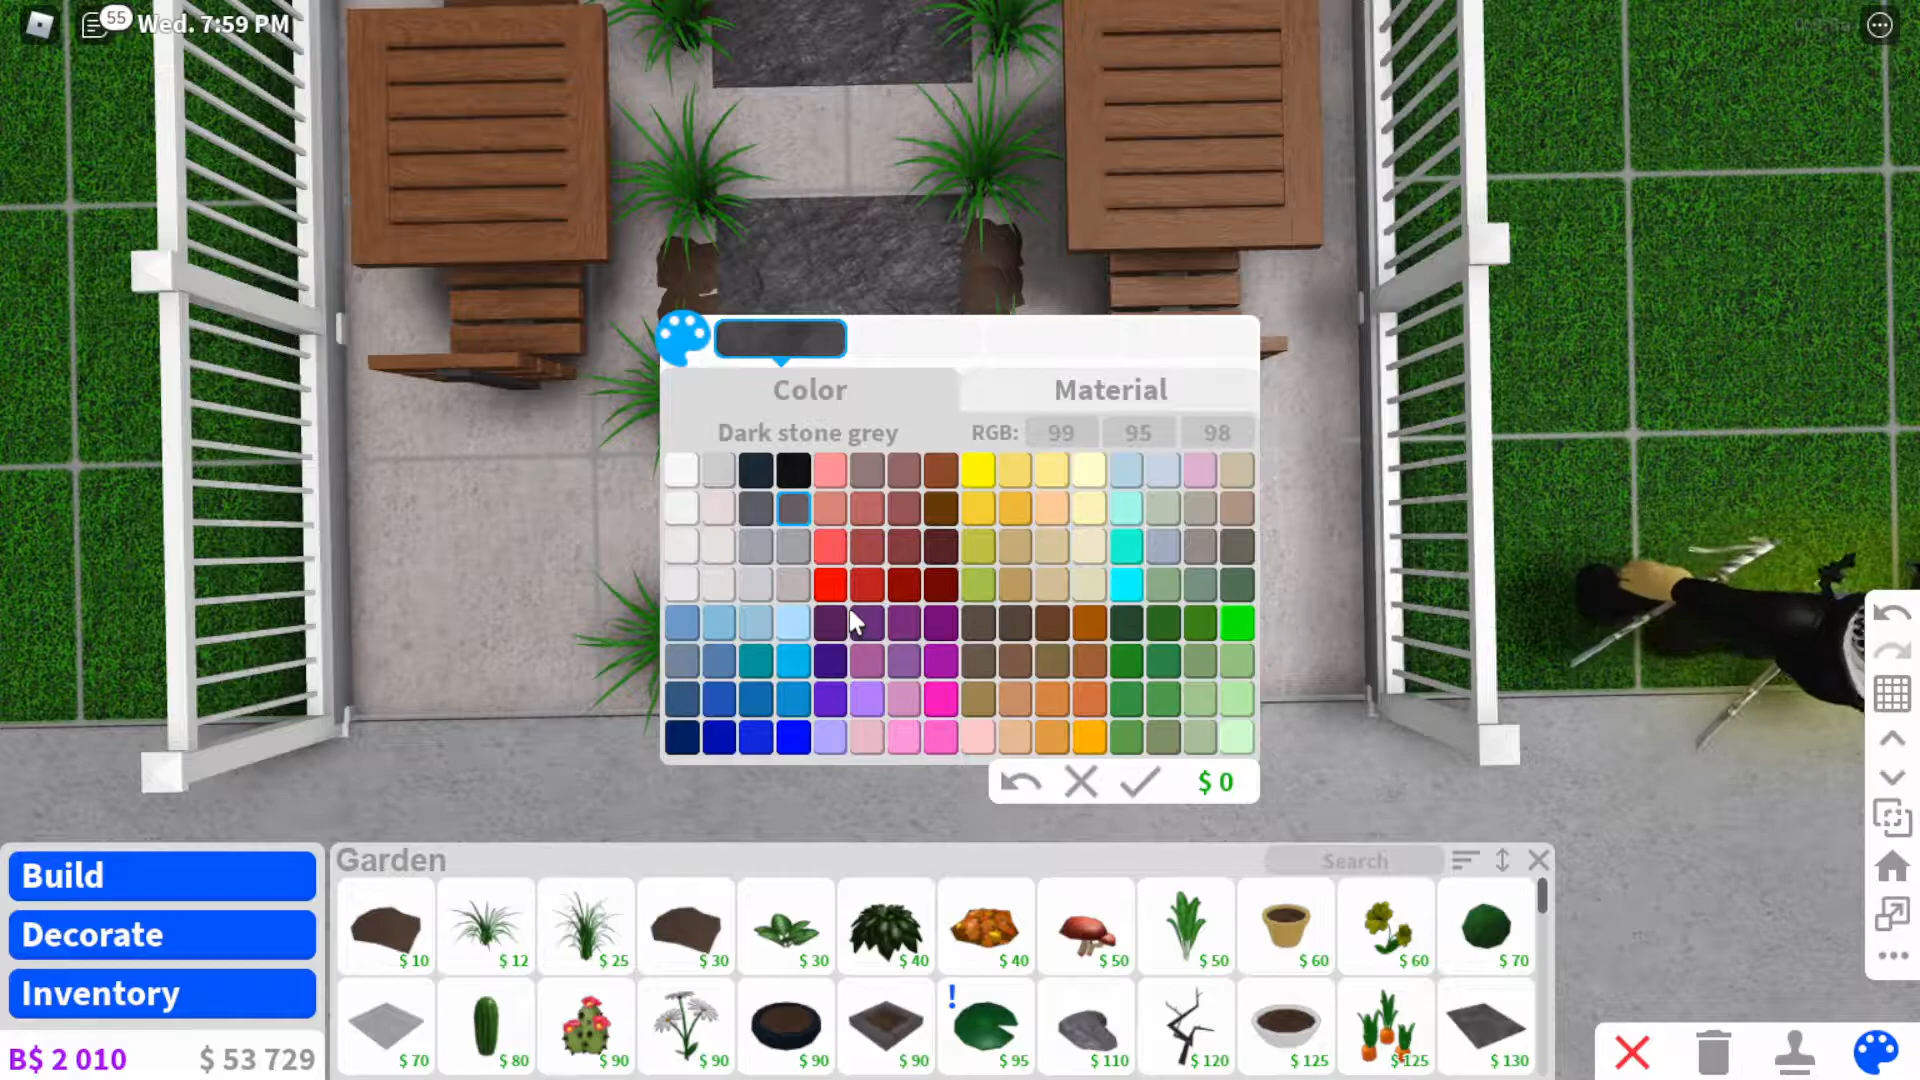 55 Wed. 7:59 PM
Color
Material
Dark stone grey
RGB: 99 95 98
$ 0
Build
Decorate
Inventory
B$ 2 010 $ 53 729
Garden
Search
$ 10 $ 12 $ 25 $ 30 $ 30 $ 40 $ 40 $ 50 $ 50 $ 60 $ 60 $ 70
!
$ 70 $ 80 $ 90 $ 90 $ 90 $ 90 $ 95 $ 110 $ 120 $ 125 $ 125 $ 130